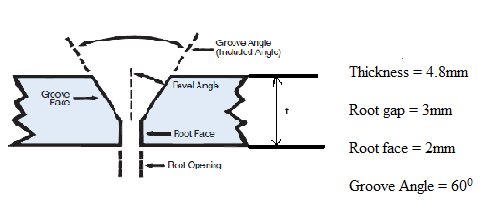 Groove Angle
(Included Angle)
Bevel Angle
Groove
Face
Root Face
Root Opening
t
Thickness = 4.8mm
Root gap = 3mm
Root face = 2mm
Groove Angle = 60⁰